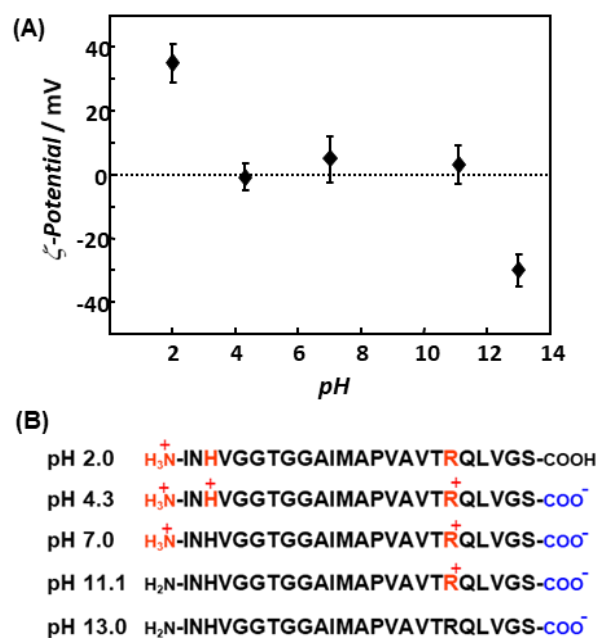 (A)
ζ-Potential / mV
40
20
0
-20
-40
0 2 4 6 8 10 12 14
pH
(B)
+
pH 2.0 H₃N-INHVGGTGGAIMAPVAVTRQLVGS-COOH
+ + +
pH 4.3 H₃N-INHVGGTGGAIMAPVAVTRQLVGS-COO⁻
+ +
pH 7.0 H₃N-INHVGGTGGAIMAPVAVTRQLVGS-COO⁻
+
pH 11.1 H₂N-INHVGGTGGAIMAPVAVTRQLVGS-COO⁻
pH 13.0 H₂N-INHVGGTGGAIMAPVAVTRQLVGS-COO⁻